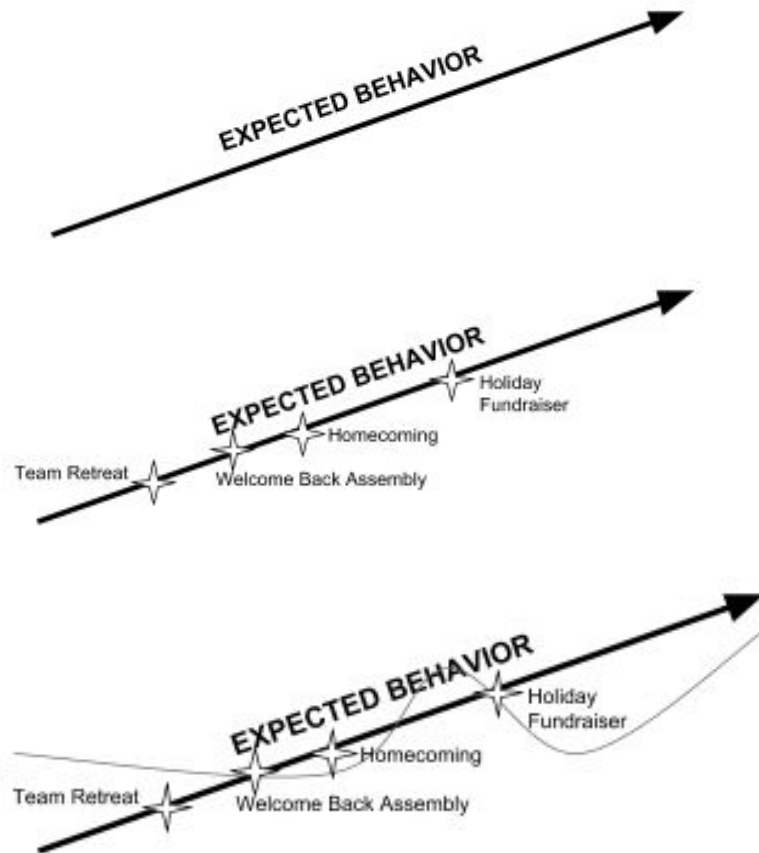 EXPECTED BEHAVIOR
EXPECTED BEHAVIOR
Holiday
Fundraiser
Homecoming
Team Retreat
Welcome Back Assembly
EXPECTED BEHAVIOR
Holiday
Fundraiser
Homecoming
Team Retreat
Welcome Back Assembly